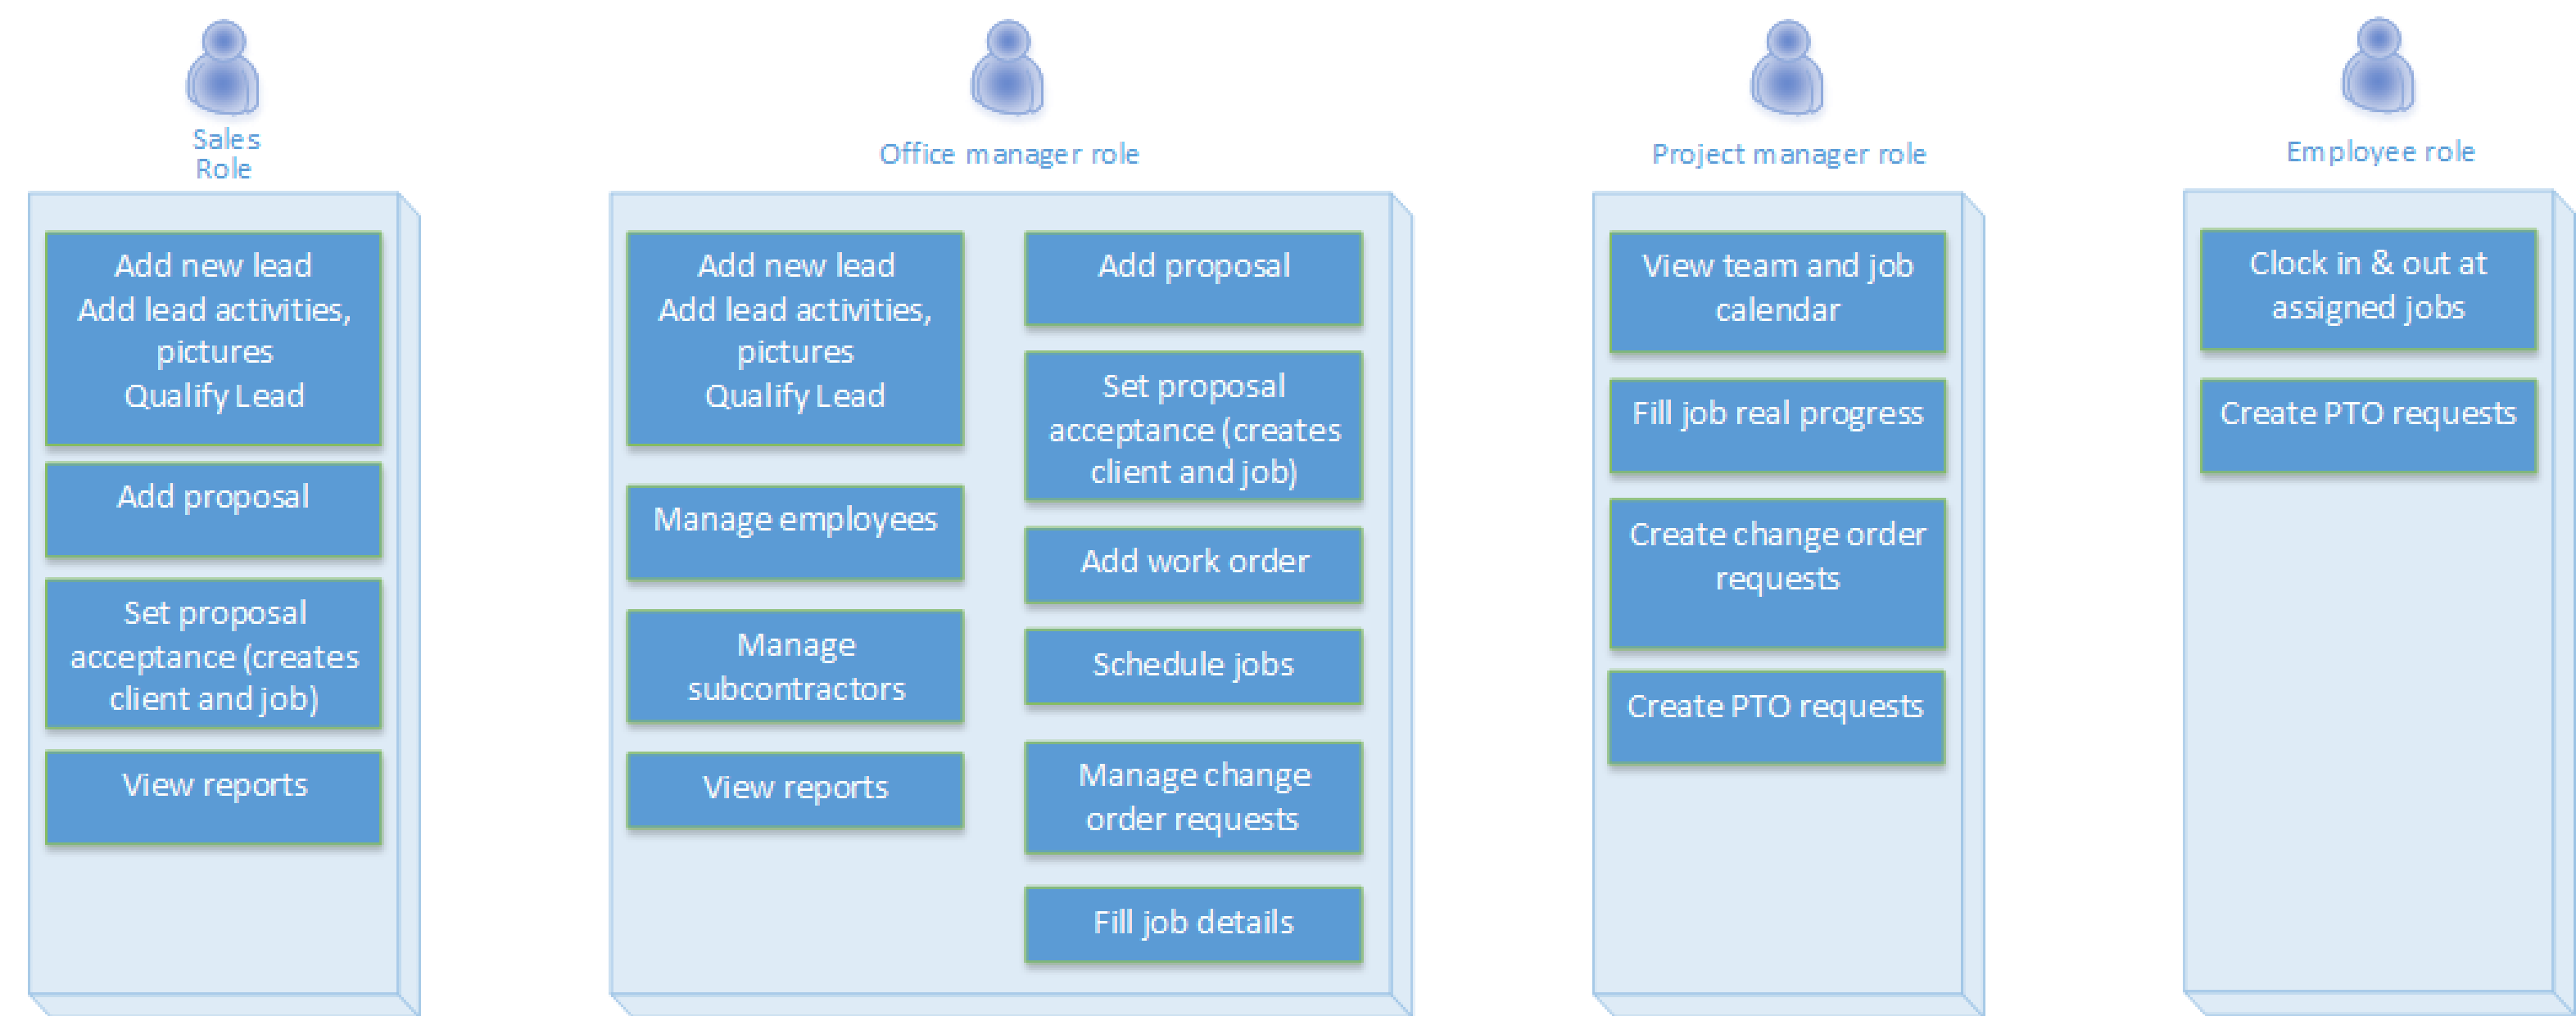 Sales
Role
Add new lead
Add lead activities,
pictures
Qualify Lead
Add proposal
Set proposal
acceptance (creates
client and job)
View reports
Office manager role
Add new lead
Add lead activities,
pictures
Qualify Lead
Manage employees
Manage
subcontractors
View reports
Add proposal
Set proposal
acceptance (creates
client and job)
Add work order
Schedule jobs
Manage change
order requests
Fill job details
Project manager role
View team and job
calendar
Fill job real progress
Create change order
requests
Create PTO requests
Employee role
Clock in & out at
assigned jobs
Create PTO requests